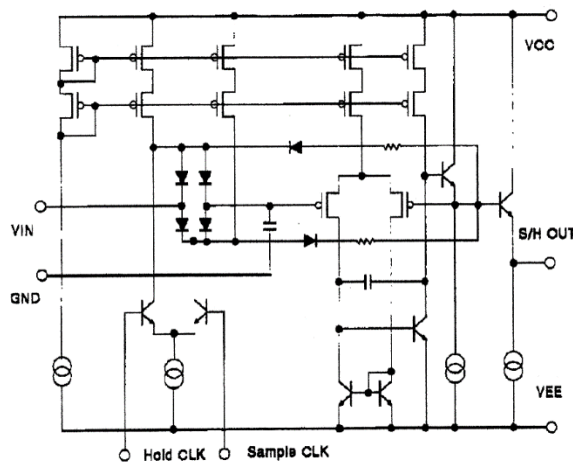 VCC
VIN
S/H OUT
GND
VEE
Hold CLK
Sample CLK